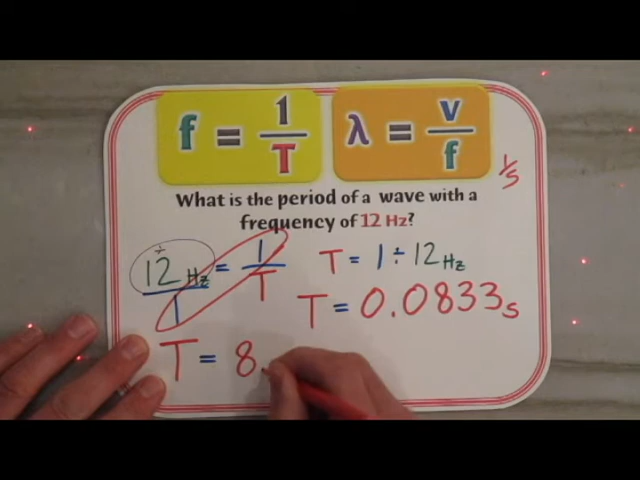 f = 1/T
λ = v/f
1/s
What is the period of a wave with a
frequency of 12 Hz?
÷
12 Hz/1 = 1/T
T = 1 ÷ 12 Hz
T = 0.0833 s
T = 8.